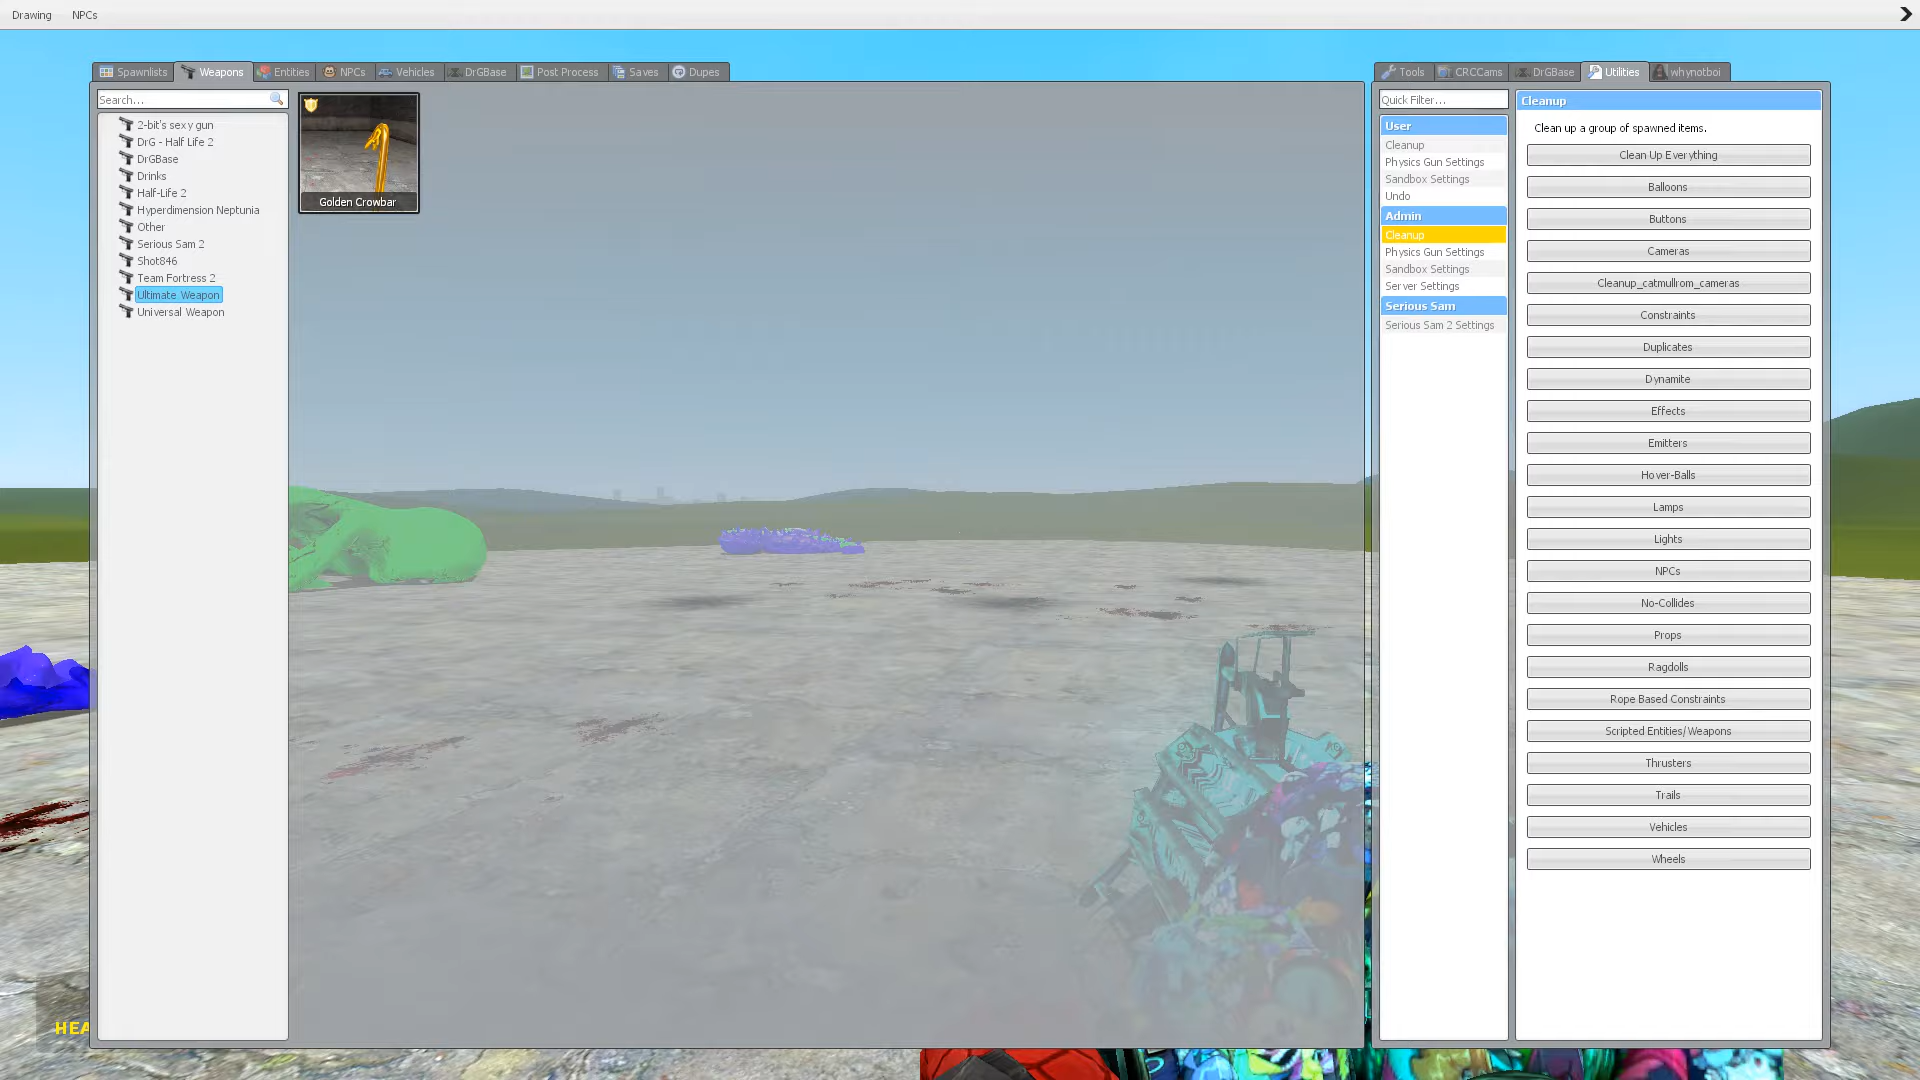 Drawing NPCs
Spawnlists Weapons Entities NPCs Vehicles DrGBase Post Process Saves Dupes
Search...
2-bit's sexy gun
DrG - Half Life 2
DrGBase
Drinks
Half-Life 2
Hyperdimension Neptunia
Other
Serious Sam 2
Shot846
Team Fortress 2
Ultimate Weapon
Universal Weapon
Golden Crowbar
HEA
Tools CRCCams DrGBase Utilities whynotboi
Quick Filter...
User
Cleanup
Physics Gun Settings
Sandbox Settings
Undo
Admin
Cleanup
Physics Gun Settings
Sandbox Settings
Server Settings
Serious Sam
Serious Sam 2 Settings
Cleanup
Clean up a group of spawned items.
Clean Up Everything
Balloons
Buttons
Cameras
Cleanup_catmullrom_cameras
Constraints
Duplicates
Dynamite
Effects
Emitters
Hover-Balls
Lamps
Lights
NPCs
No-Collides
Props
Ragdolls
Rope Based Constraints
Scripted Entities/Weapons
Thrusters
Trails
Vehicles
Wheels